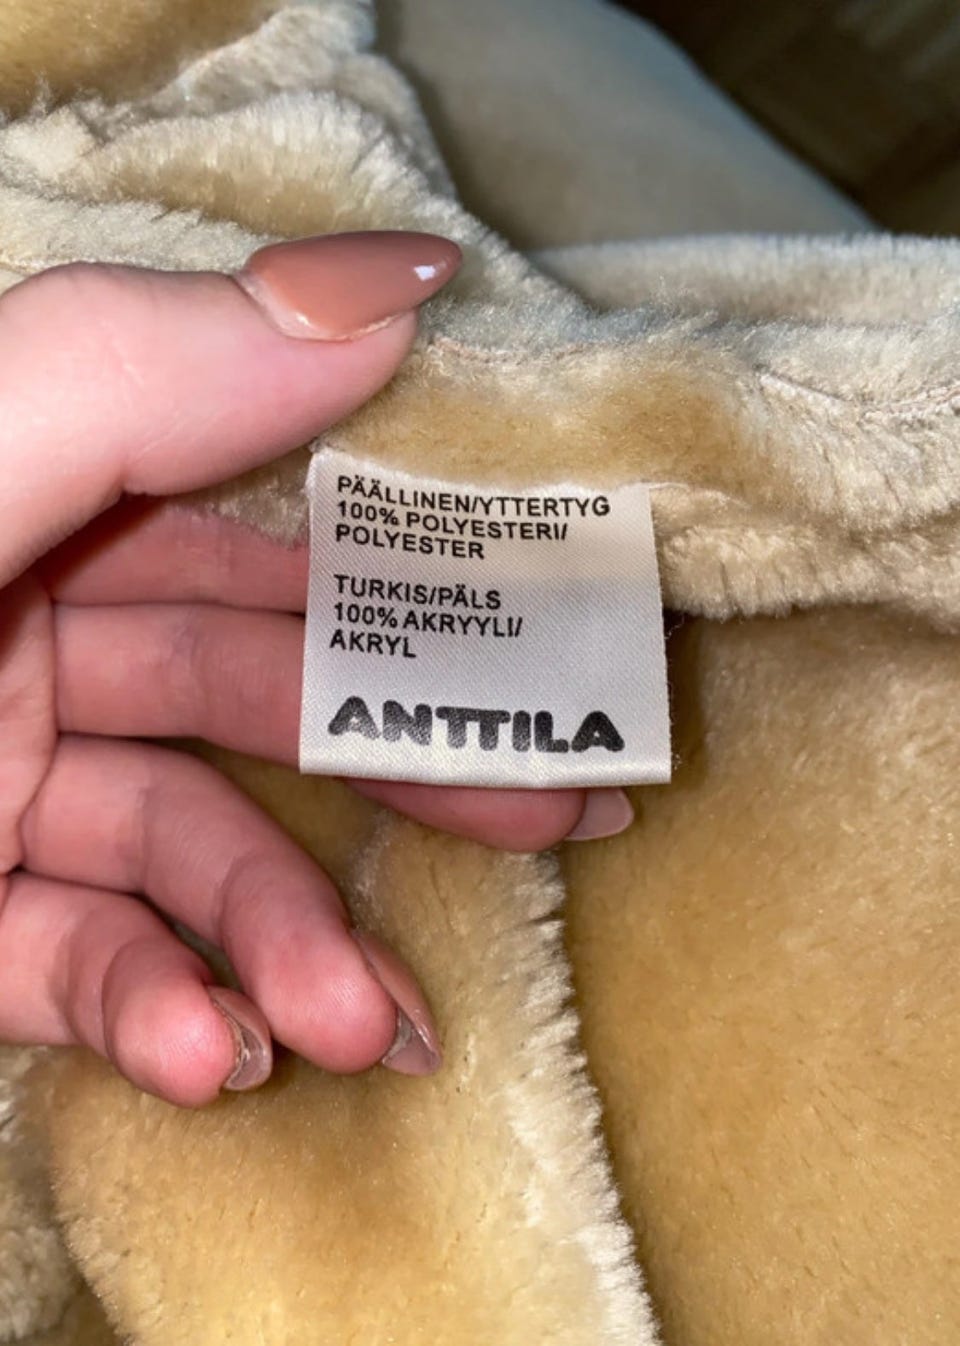 PÄÄLLINEN/YTTERTYG
100% POLYESTERI/
POLYESTER
TURKIS/PÄLS
100% AKRYYLI/
AKRYL
ANTTILA